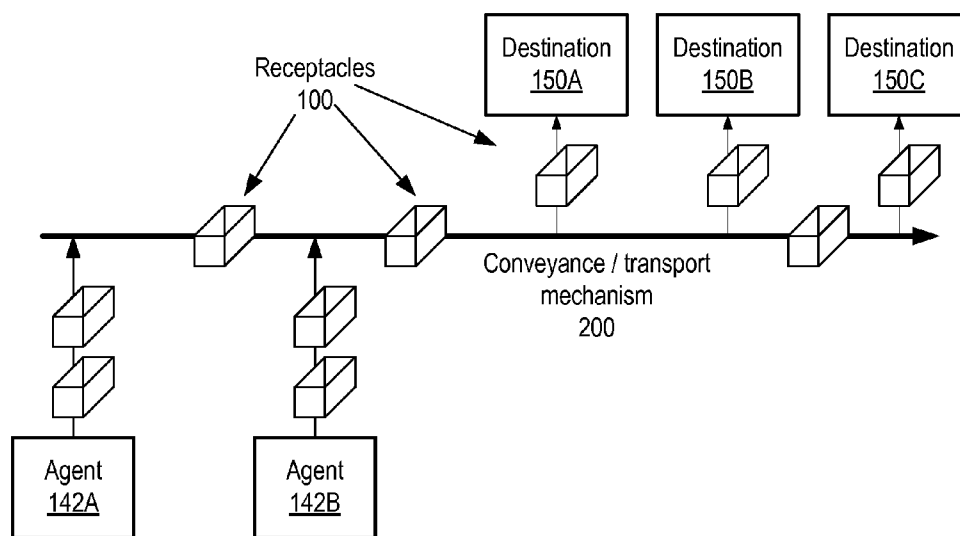 Receptacles
100
Destination
150A
Destination
150B
Destination
150C
Conveyance / transport
mechanism
200
Agent
142A
Agent
142B